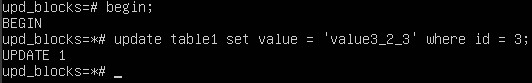 upd_blocks=# begin;
BEGIN
upd_blocks=*# update table1 set value = 'value3_2_3' where id = 3;
UPDATE 1
upd_blocks=*# _